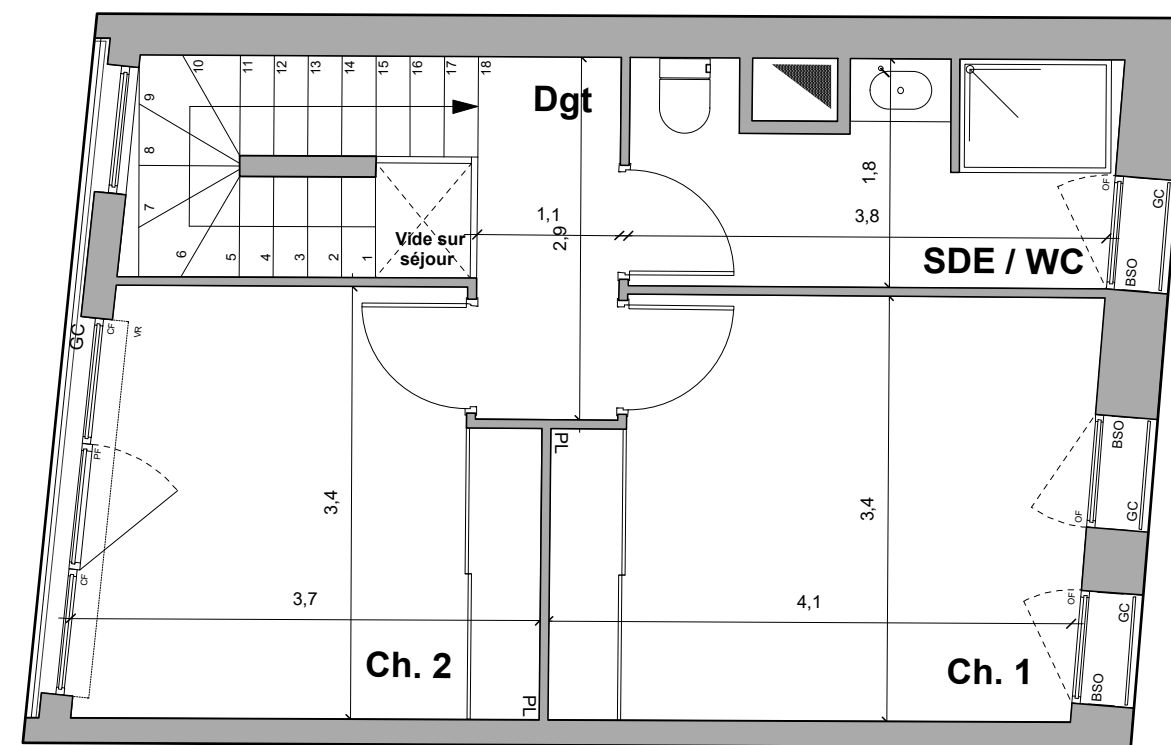 10
11
12
13
14
15
16
17
18
Dgt
9
8
7
6
5
4
3
2
1
Vide sur
séjour
1,1
2,9
1,8
3,8
OF
GC
BSO
SDE / WC
GC
CF
VR
PF
CF
3,4
3,7
Ch. 2
PL
PL
3,4
4,1
Ch. 1
BSO
GC
OF
OF
GC
BSO